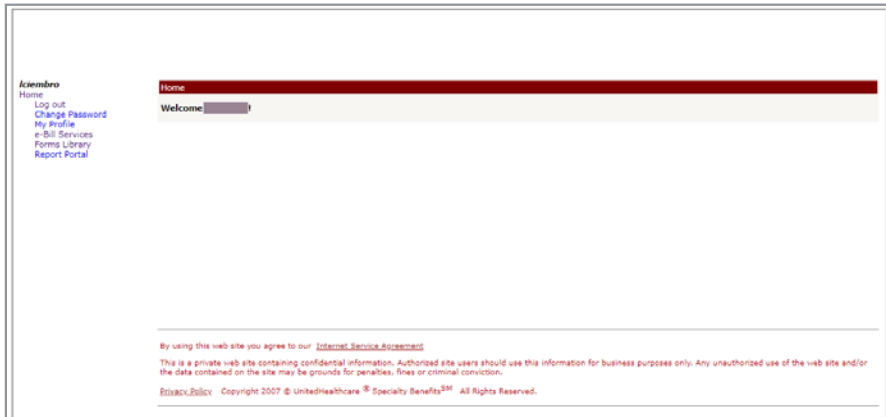 lciembro
Home
Log out
Change Password
My Profile
e-Bill Services
Forms Library
Report Portal
Home
Welcome !
By using this web site you agree to our Internet Service Agreement
This is a private web site containing confidential information. Authorized site users should use this information for business purposes only. Any unauthorized use of the web site and/or
the data contained on the site may be grounds for penalties, fines or criminal conviction.
Privacy Policy Copyright 2007 © UnitedHealthcare ® Specialty Benefits℠ All Rights Reserved.